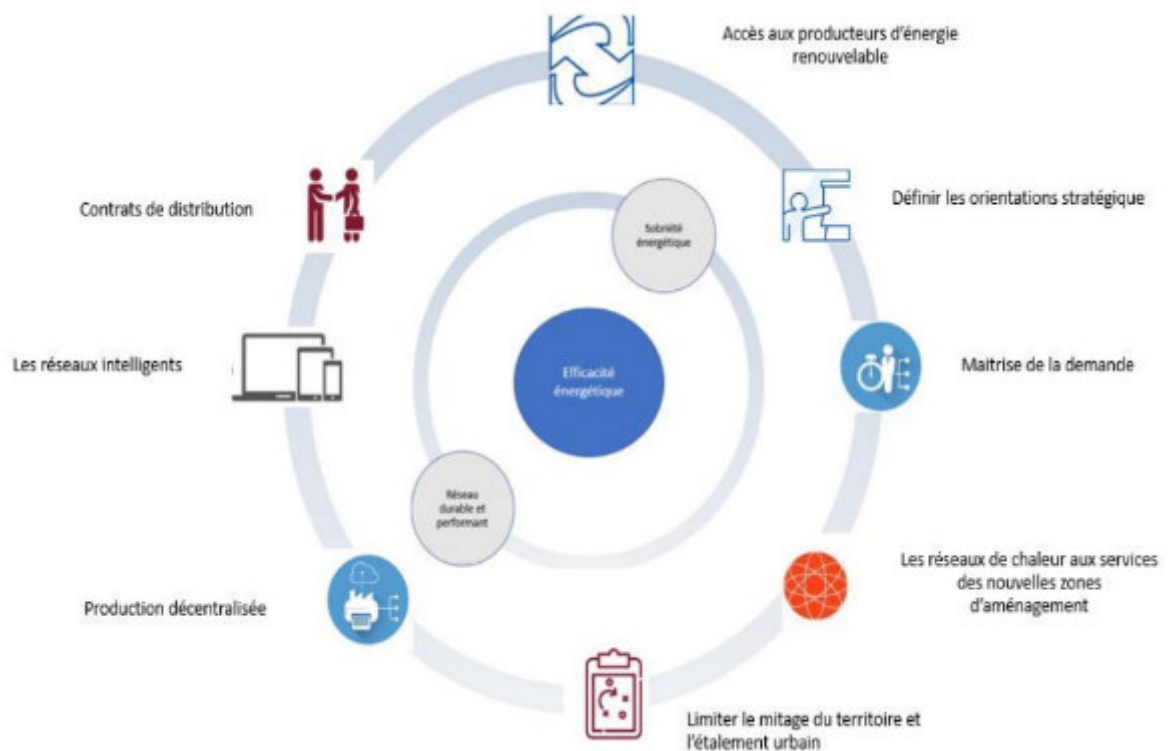 Accès aux producteurs d'énergie
renouvelable
Définir les orientations stratégique
Contrats de distribution
Sobriété
énergétique
Les réseaux intelligents
Efficacité
énergétique
Maitrise de la demande
Réseau
durable et
performant
Les réseaux de chaleur aux services
des nouvelles zones
d'aménagement
Production décentralisée
Limiter le mitage du territoire et
l'étalement urbain